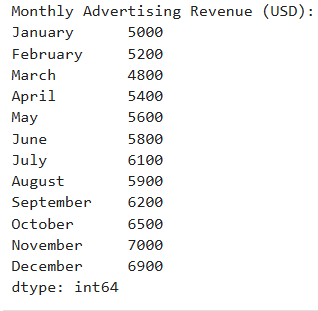 Monthly Advertising Revenue (USD):
January      5000
February     5200
March        4800
April        5400
May          5600
June         5800
July         6100
August       5900
September    6200
October      6500
November     7000
December     6900
dtype: int64